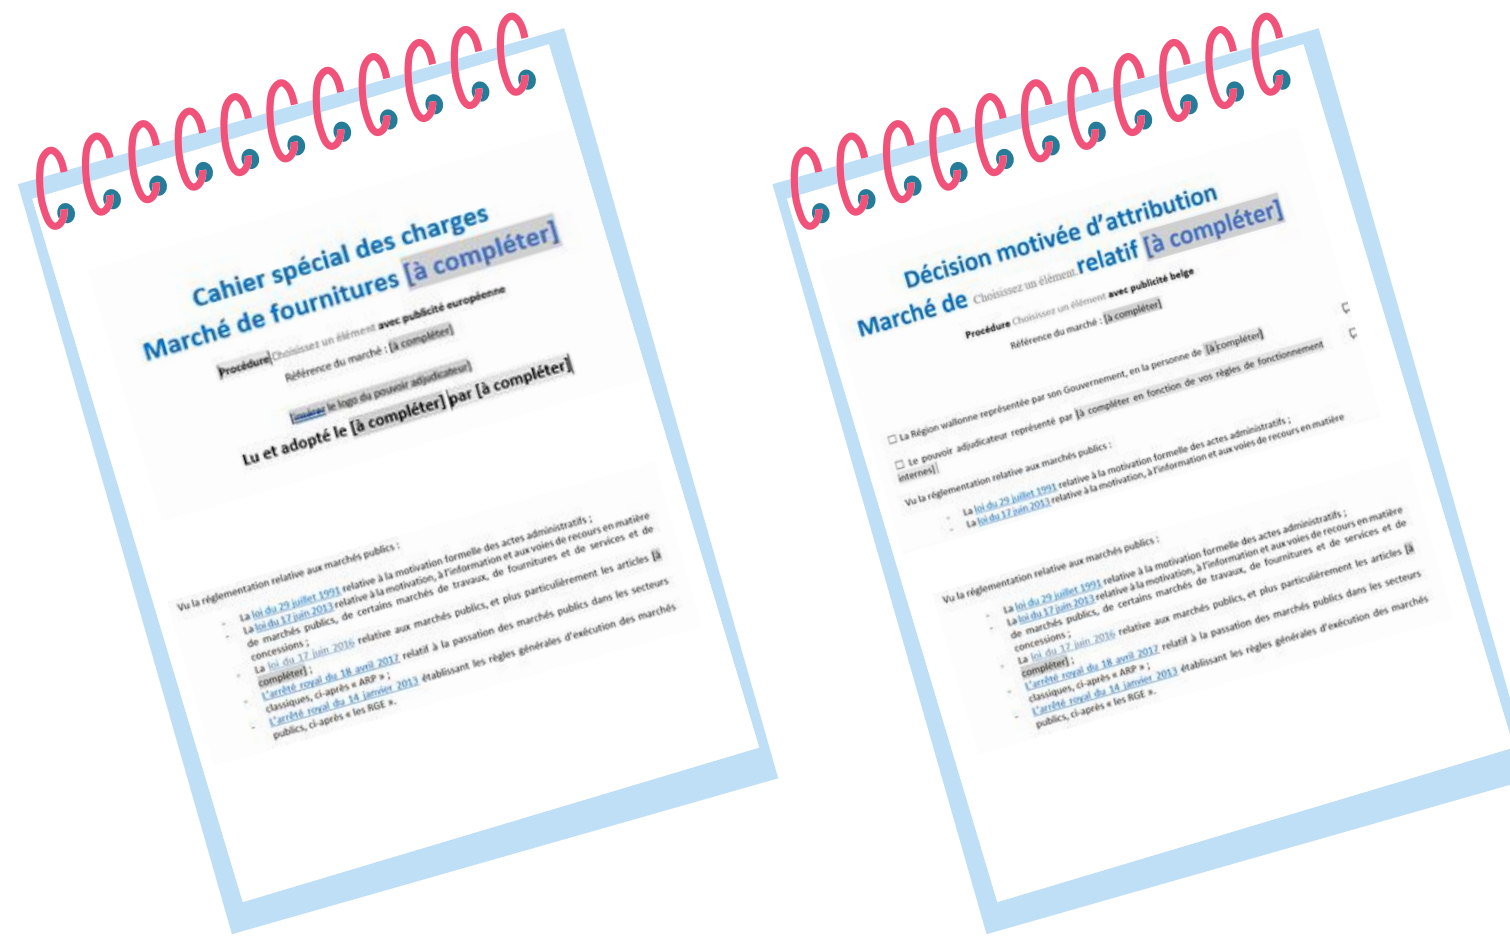 Cahier spécial des charges
Marché de fournitures [à compléter]
Procédure Choisissez un élément avec publicité européenne
Référence du marché : [à compléter]
[insérer le logo du pouvoir adjudicateur]
Lu et adopté le [à compléter] par [à compléter]
Vu la réglementation relative aux marchés publics :
- La loi du 29 juillet 1991 relative à la motivation formelle des actes administratifs ;
- La loi du 17 juin 2013 relative à la motivation, à l'information et aux voies de recours en matière
de marchés publics, de certains marchés de travaux, de fournitures et de services et de
concessions ;
- La loi du 17 juin 2016 relative aux marchés publics, et plus particulièrement les articles [à
compléter] ;
- L'arrêté royal du 18 avril 2017 relatif à la passation des marchés publics dans les secteurs
classiques, ci-après « ARP » ;
- L'arrêté royal du 14 janvier 2013 établissant les règles générales d'exécution des marchés
publics, ci-après « les RGE ».
Décision motivée d'attribution
Marché de Choisissez un élément. relatif [à compléter]
Procédure Choisissez un élément avec publicité belge
Référence du marché : [à compléter]
☐ La Région wallonne représentée par son Gouvernement, en la personne de [à compléter]
☐ Le pouvoir adjudicateur représenté par [à compléter en fonction de vos règles de fonctionnement
internes]
Vu la réglementation relative aux marchés publics :
- La loi du 29 juillet 1991 relative à la motivation formelle des actes administratifs ;
- La loi du 17 juin 2013 relative à la motivation, à l'information et aux voies de recours en matière
Vu la réglementation relative aux marchés publics :
- La loi du 29 juillet 1991 relative à la motivation formelle des actes administratifs ;
- La loi du 17 juin 2013 relative à la motivation, à l'information et aux voies de recours en matière
de marchés publics, de certains marchés de travaux, de fournitures et de services et de
concessions ;
- La loi du 17 juin 2016 relative aux marchés publics, et plus particulièrement les articles [à
compléter] ;
- L'arrêté royal du 18 avril 2017 relatif à la passation des marchés publics dans les secteurs
classiques, ci-après « ARP » ;
- L'arrêté royal du 14 janvier 2013 établissant les règles générales d'exécution des marchés
publics, ci-après « les RGE ».